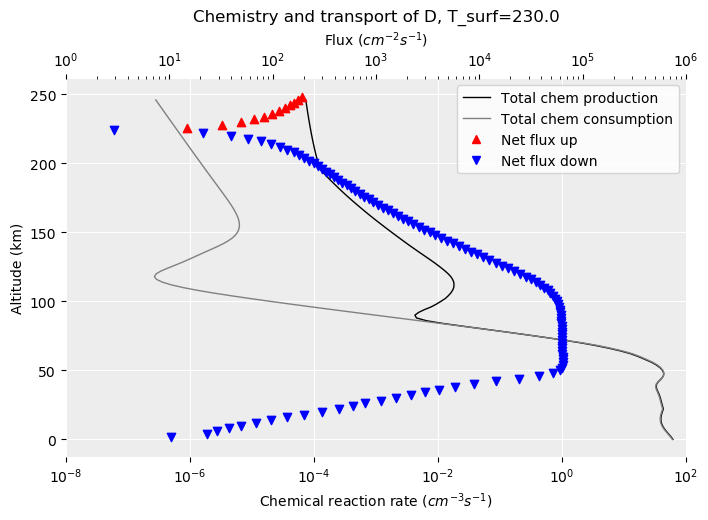 Chemistry and transport of D, T_surf=230.0
Flux (cm⁻²s⁻¹)
10⁰ 10¹ 10² 10³ 10⁴ 10⁵ 10⁶
Total chem production
Total chem consumption
Net flux up
Net flux down
Altitude (km)
250
200
150
100
50
0
10⁻⁸ 10⁻⁶ 10⁻⁴ 10⁻² 10⁰ 10²
Chemical reaction rate (cm⁻³s⁻¹)